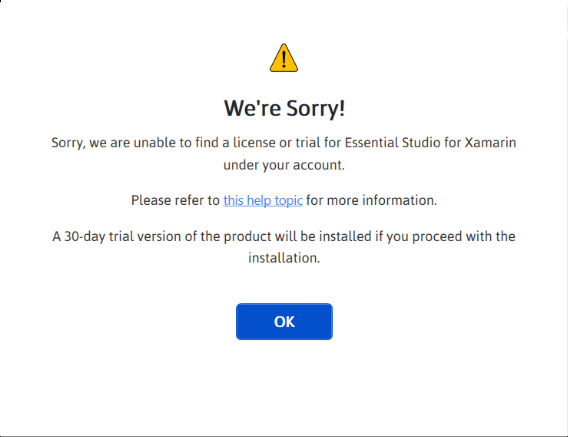 We're Sorry!
Sorry, we are unable to find a license or trial for Essential Studio for Xamarin
under your account.
Please refer to this help topic for more information.
A 30-day trial version of the product will be installed if you proceed with the
installation.
OK